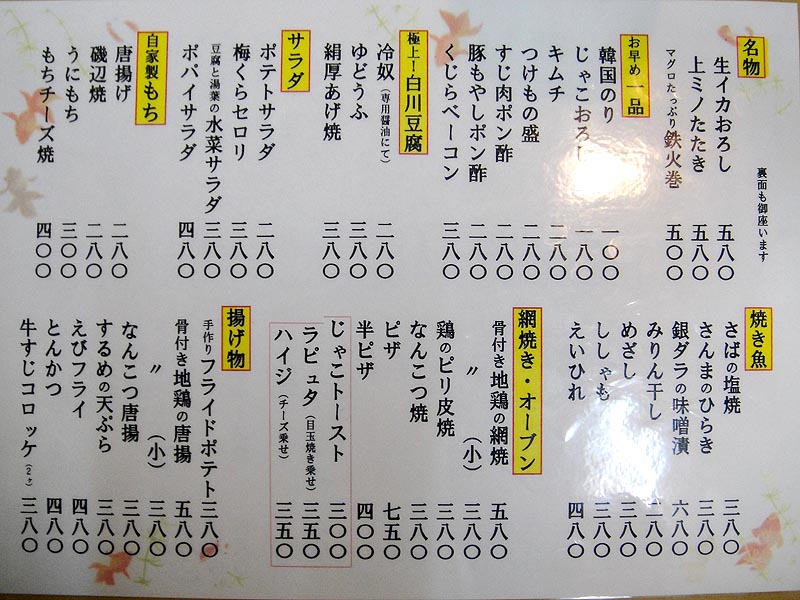 裏面も御座います
名物
生イカおろし 五八〇
上ミノたたき 五八〇
マグロたっぷり鉄火巻 五〇〇
お早め一品
韓国のり 一〇〇
じゃこおろし 一八〇
キムチ 二八〇
つけもの盛 二八〇
すじ肉ポン酢 二八〇
豚もやしポン酢 二八〇
くじらベーコン 三八〇
極上!白川豆腐
冷奴(専用醤油にて) 二八〇
ゆどうふ 三八〇
絹厚あげ焼 三八〇
サラダ
ポテトサラダ 二八〇
梅くらセロリ 三八〇
豆腐と湯葉の水菜サラダ 三八〇
ポパイサラダ 四八〇
自家製もち
唐揚げ 二八〇
磯辺焼 二八〇
うにもち 三〇〇
もちチーズ焼 四〇〇
焼き魚
さばの塩焼 三八〇
さんまのひらき 三八〇
銀ダラの味噌漬 六八〇
みりん干し 八〇
めざし 三八〇
ししゃも 三八〇
えいひれ 四八〇
網焼き・オーブン
骨付き地鶏の網焼 五八〇
〃(小) 三八〇
鶏のピリ皮焼 三八〇
なんこつ焼 三八〇
ピザ 七五〇
半ピザ 四〇〇
じゃこトースト 三〇〇
ラピュタ(目玉焼き乗せ) 三五〇
ハイジ(チーズ乗せ) 三五〇
揚げ物
手作りフライドポテト 三八〇
骨付き地鶏の唐揚 五八〇
〃(小) 三八〇
なんこつ唐揚 三八〇
するめの天ぷら 三八〇
えびフライ 四八〇
とんかつ 四八〇
牛すじコロッケ(2ヶ) 三八〇